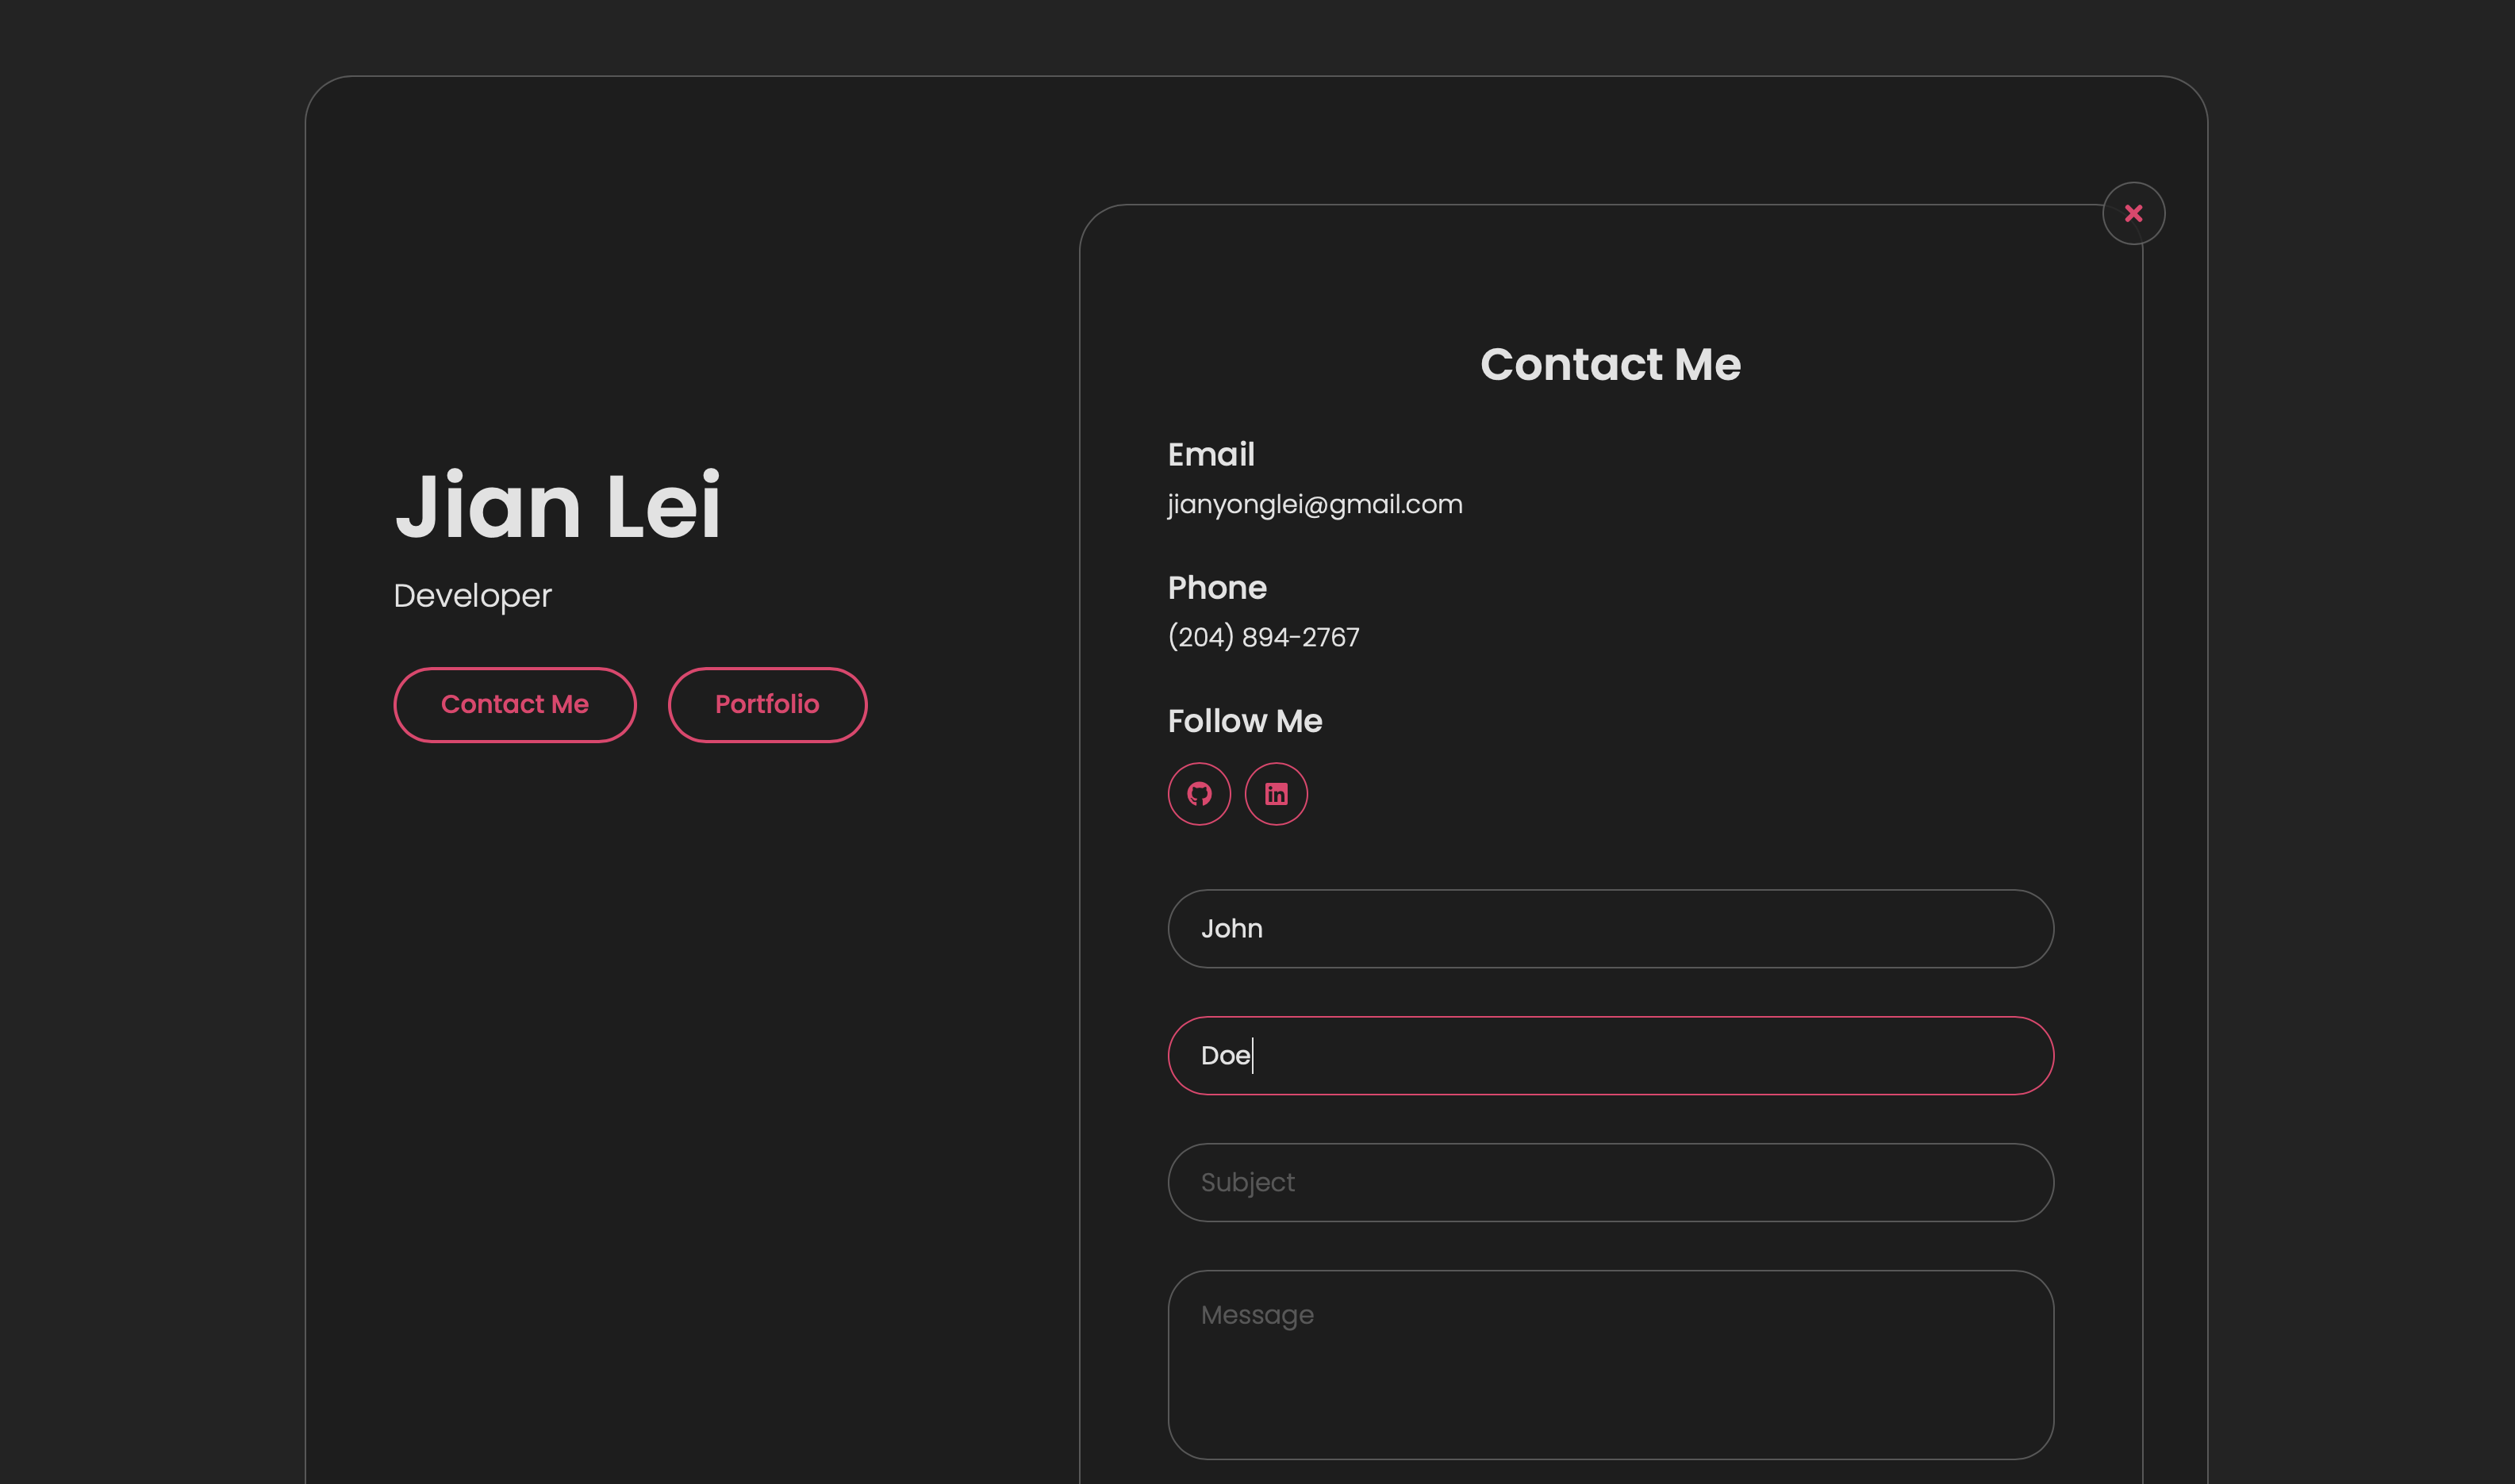 Jian Lei
Developer
Contact Me
Portfolio
Contact Me
Email
jianyonglei@gmail.com
Phone
(204) 894-2767
Follow Me
in
John
Doe
Subject
Message